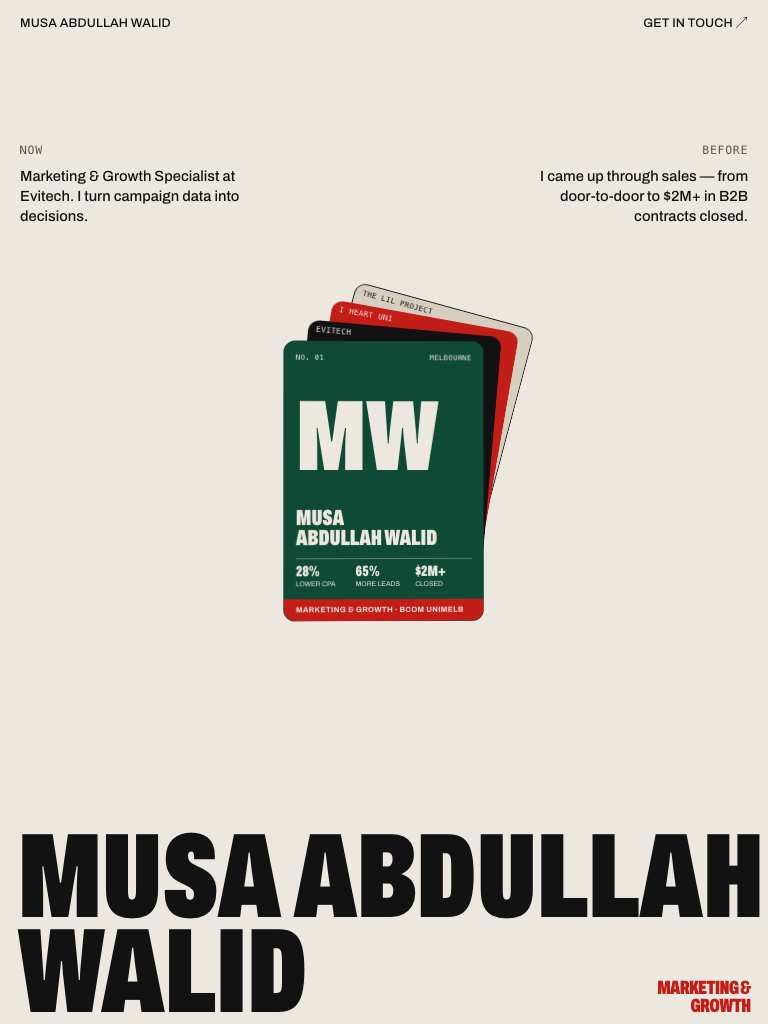 MUSA ABDULLAH WALID
GET IN TOUCH ↗
NOW
Marketing & Growth Specialist at
Evitech. I turn campaign data into
decisions.
BEFORE
I came up through sales — from
door-to-door to $2M+ in B2B
contracts closed.
THE LIL PROJECT
I HEART UNI
EVITECH
NO. 01
MELBOURNE
MW
MUSA
ABDULLAH WALID
28%
LOWER CPA
65%
MORE LEADS
$2M+
CLOSED
MARKETING & GROWTH · BCOM UNIMELB
MUSA ABDULLAH
WALID
MARKETING &
GROWTH